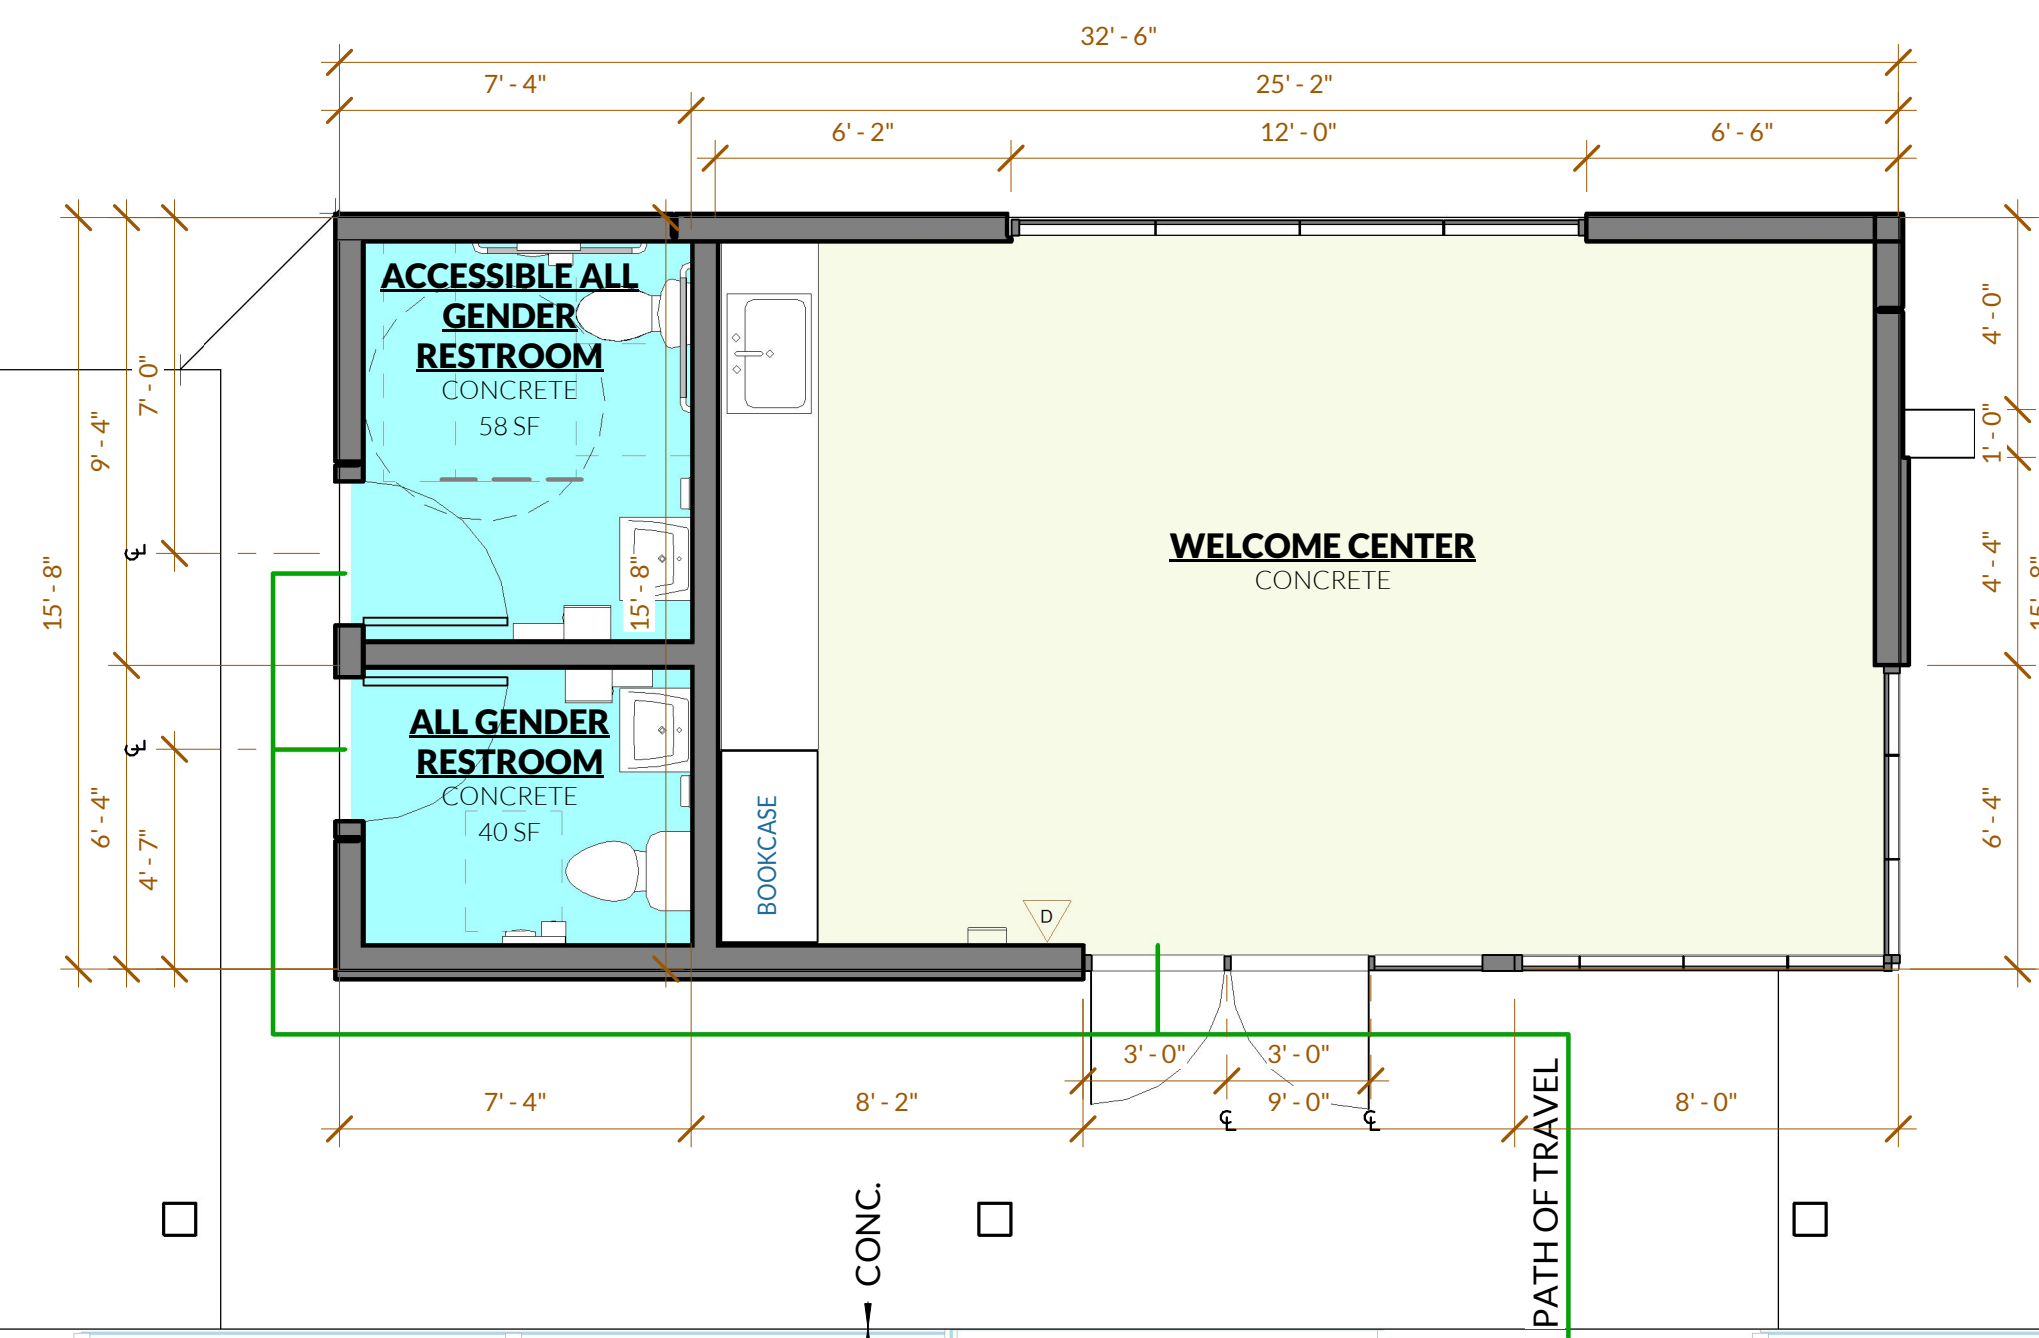 32' - 6"
7' - 4"
25' - 2"
6' - 2"
12' - 0"
6' - 6"
ACCESSIBLE ALL
GENDER
RESTROOM
CONCRETE
58 SF
7' - 0"
9' - 4"
15' - 8"
6' - 4"
4' - 7"
15' - 8"
ALL GENDER
RESTROOM
CONCRETE
40 SF
BOOKCASE
WELCOME CENTER
CONCRETE
D
4' - 0"
1' - 0"
4' - 4"
15' - 8"
6' - 4"
3' - 0"
3' - 0"
7' - 4"
8' - 2"
9' - 0"
8' - 0"
℄
℄
℄
℄
CONC.
PATH OF TRAVEL